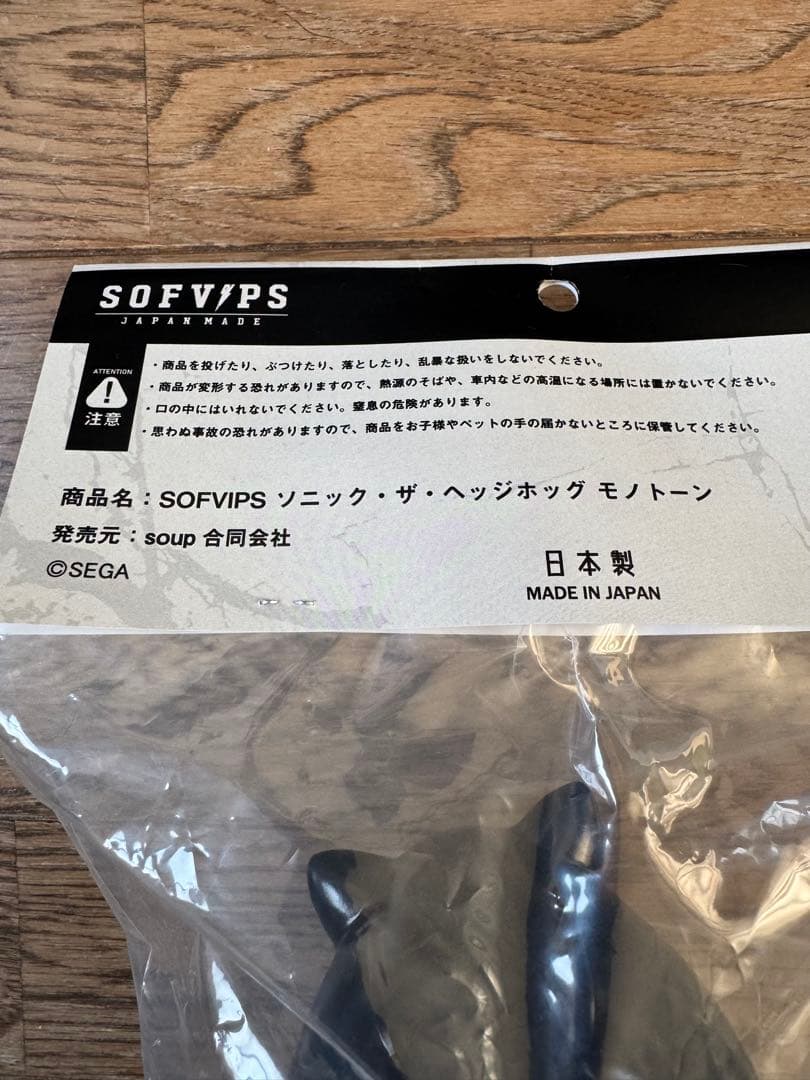 SOFVIPS
JAPAN MADE
ATTENTION
注意
・商品を投げたり、ぶつけたり、落としたり、乱暴な扱いをしないでください。
・商品が変形する恐れがありますので、熱源のそばや、車内などの高温になる場所には置かないでください。
・口の中にはいれないでください。窒息の危険があります。
・思わぬ事故の恐れがありますので、商品をお子様やペットの手の届かないところに保管してください。
商品名：SOFVIPS ソニック・ザ・ヘッジホッグ モノトーン
発売元：soup 合同会社
©SEGA
日本製
MADE IN JAPAN